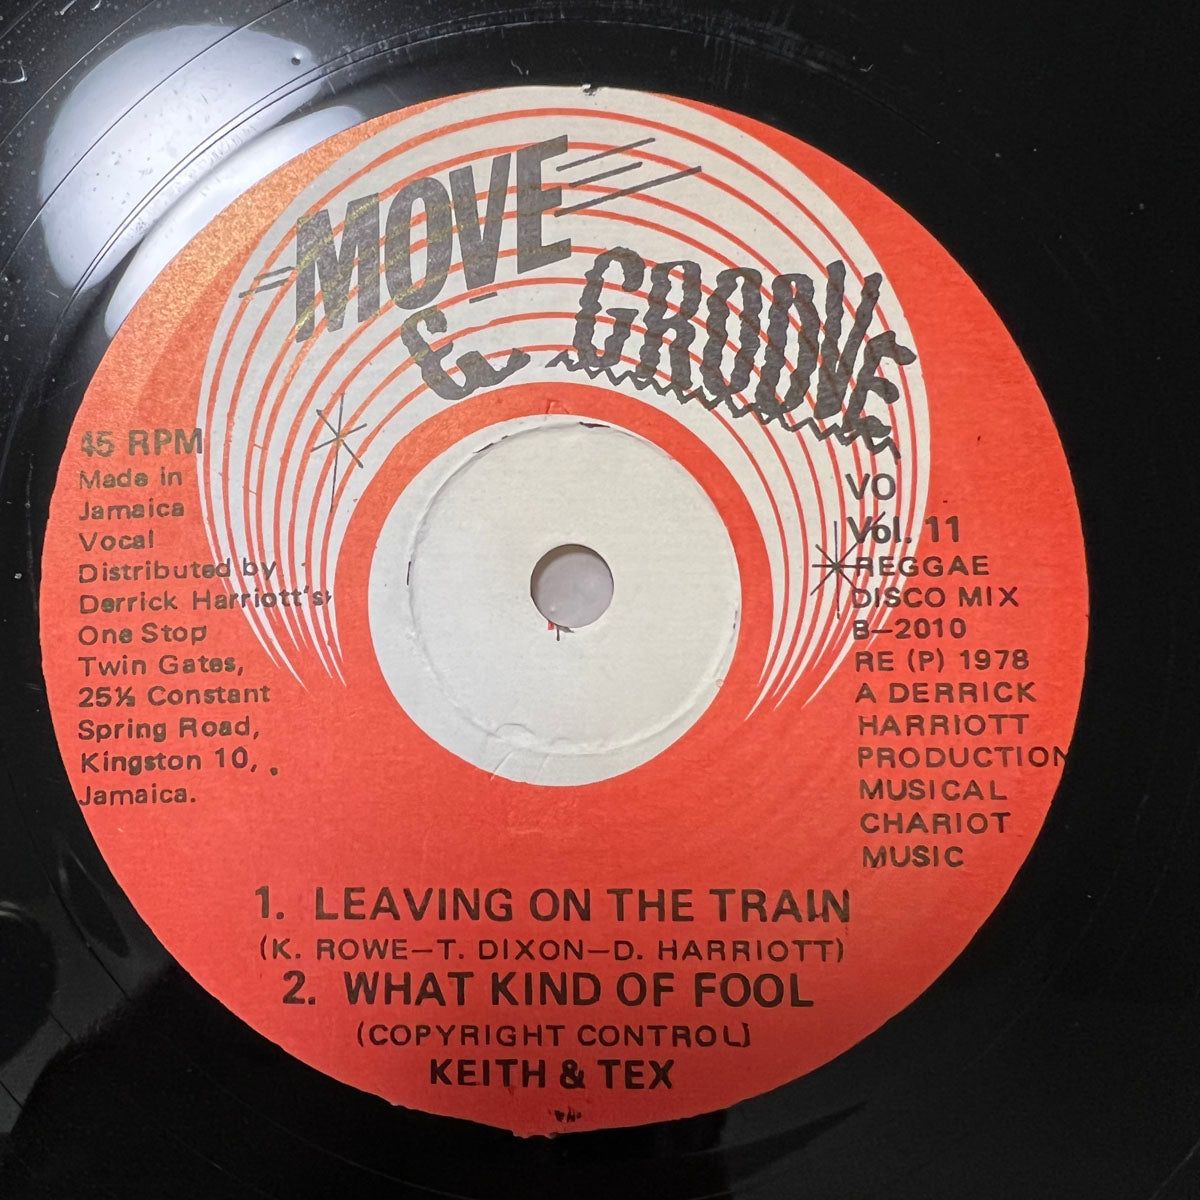 MOVE
& GROOVE
45 RPM
Made in
Jamaica
Vocal
Distributed by
Derrick Harriott's
One Stop
Twin Gates,
25½ Constant
Spring Road,
Kingston 10,
Jamaica.
VO
Vol. 11
REGGAE
DISCO MIX
B-2010
RE (P) 1978
A DERRICK
HARRIOTT
PRODUCTION
MUSICAL
CHARIOT
MUSIC
1. LEAVING ON THE TRAIN
(K. ROWE-T. DIXON-D. HARRIOTT)
2. WHAT KIND OF FOOL
(COPYRIGHT CONTROL)
KEITH & TEX